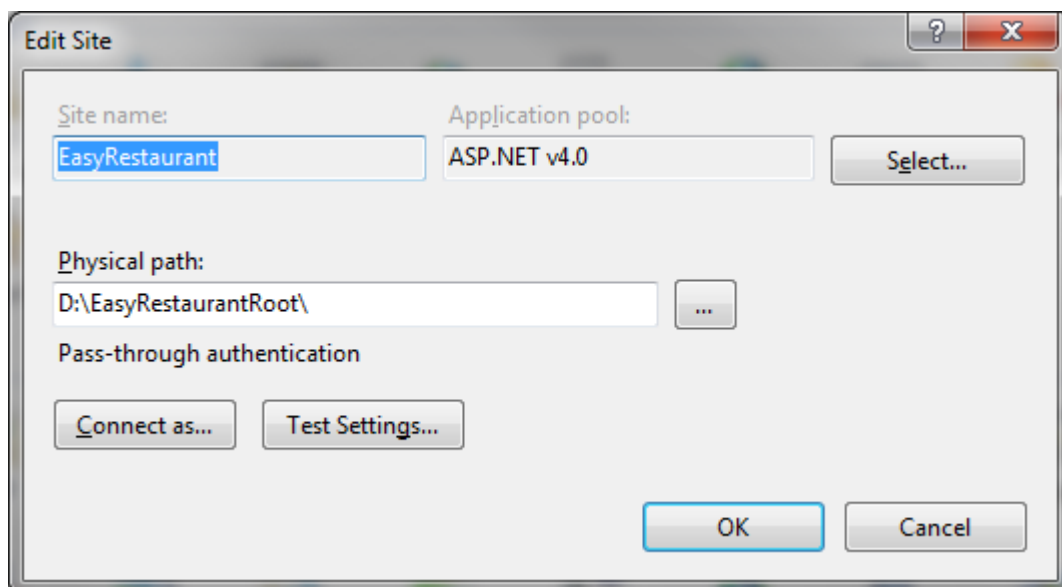 Edit Site
Site name:
Application pool:
EasyRestaurant
ASP.NET v4.0
Select...
Physical path:
D:\EasyRestaurantRoot\
...
Pass-through authentication
Connect as...
Test Settings...
OK
Cancel